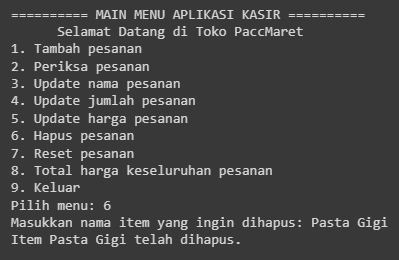 ========== MAIN MENU APLIKASI KASIR ==========
Selamat Datang di Toko PaccMaret
1. Tambah pesanan
2. Periksa pesanan
3. Update nama pesanan
4. Update jumlah pesanan
5. Update harga pesanan
6. Hapus pesanan
7. Reset pesanan
8. Total harga keseluruhan pesanan
9. Keluar
Pilih menu: 6
Masukkan nama item yang ingin dihapus: Pasta Gigi
Item Pasta Gigi telah dihapus.